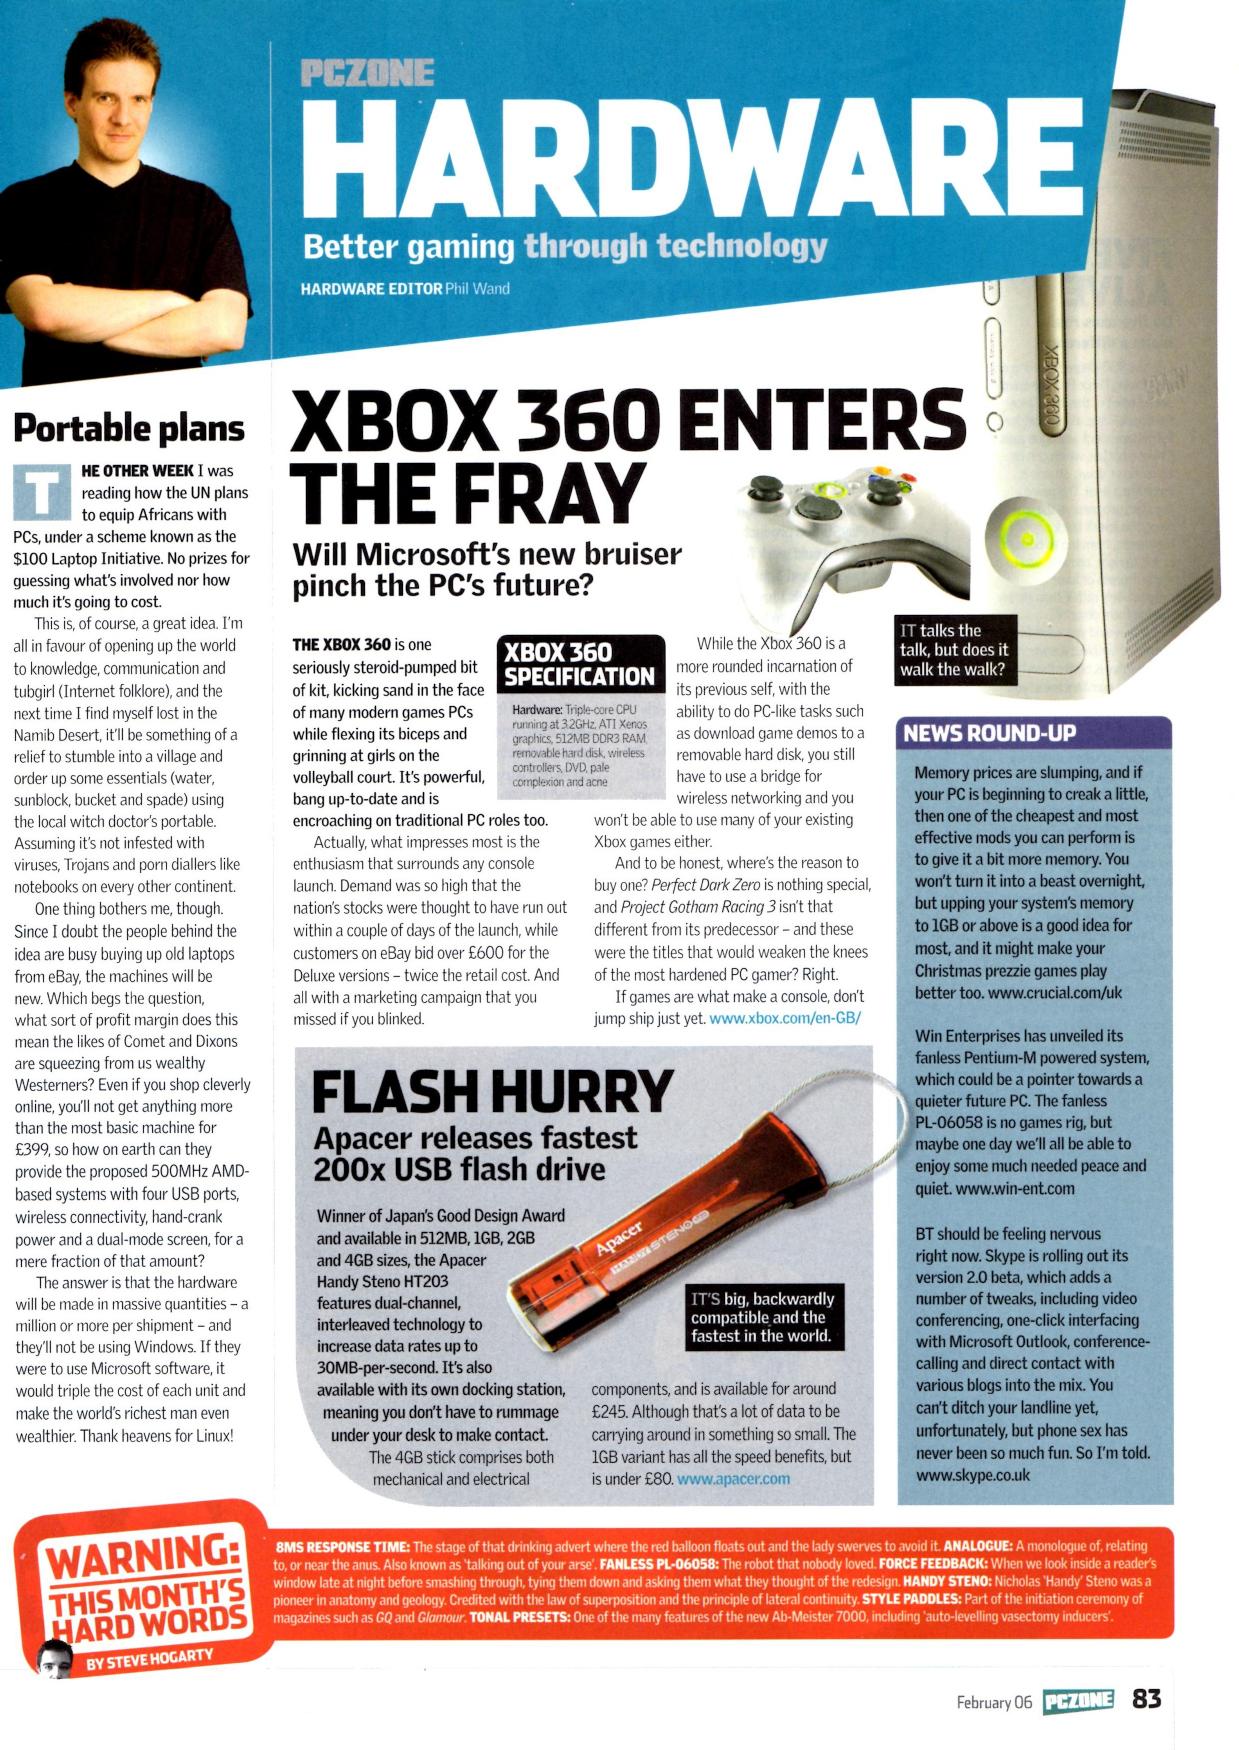 PCZONE
HARDWARE
Better gaming through technology
HARDWARE EDITOR Phil Wand
Portable plans
THE OTHER WEEK I was
reading how the UN plans
to equip Africans with
PCs, under a scheme known as the
$100 Laptop Initiative. No prizes for
guessing what's involved nor how
much it's going to cost.
This is, of course, a great idea. I'm
all in favour of opening up the world
to knowledge, communication and
tubgirl (Internet folklore), and the
next time I find myself lost in the
Namib Desert, it'll be something of a
relief to stumble into a village and
order up some essentials (water,
sunblock, bucket and spade) using
the local witch doctor's portable.
Assuming it's not infested with
viruses, Trojans and porn diallers like
notebooks on every other continent.
One thing bothers me, though.
Since I doubt the people behind the
idea are busy buying up old laptops
from eBay, the machines will be
new. Which begs the question,
what sort of profit margin does this
mean the likes of Comet and Dixons
are squeezing from us wealthy
Westerners? Even if you shop cleverly
online, you'll not get anything more
than the most basic machine for
£399, so how on earth can they
provide the proposed 500MHz AMD-
based systems with four USB ports,
wireless connectivity, hand-crank
power and a dual-mode screen, for a
mere fraction of that amount?
The answer is that the hardware
will be made in massive quantities – a
million or more per shipment – and
they'll not be using Windows. If they
were to use Microsoft software, it
would triple the cost of each unit and
make the world's richest man even
wealthier. Thank heavens for Linux!
XBOX 360 ENTERS
THE FRAY
Will Microsoft's new bruiser
pinch the PC's future?
THE XBOX 360 is one
seriously steroid-pumped bit
of kit, kicking sand in the face
of many modern games PCs
while flexing its biceps and
grinning at girls on the
volleyball court. It's powerful,
bang up-to-date and is
encroaching on traditional PC roles too.
Actually, what impresses most is the
enthusiasm that surrounds any console
launch. Demand was so high that the
nation's stocks were thought to have run out
within a couple of days of the launch, while
customers on eBay bid over £600 for the
Deluxe versions – twice the retail cost. And
all with a marketing campaign that you
missed if you blinked.
XBOX 360
SPECIFICATION
Hardware: Triple-core CPU
running at 3.2GHz, ATI Xenos
graphics, 512MB DDR3 RAM,
removable hard disk, wireless
controllers, DVD, pale
complexion and acne
While the Xbox 360 is a
more rounded incarnation of
its previous self, with the
ability to do PC-like tasks such
as download game demos to a
removable hard disk, you still
have to use a bridge for
wireless networking and you
won't be able to use many of your existing
Xbox games either.
And to be honest, where's the reason to
buy one? Perfect Dark Zero is nothing special,
and Project Gotham Racing 3 isn't that
different from its predecessor – and these
were the titles that would weaken the knees
of the most hardened PC gamer? Right.
If games are what make a console, don't
jump ship just yet. www.xbox.com/en-GB/
XBOX 360
IT talks the
talk, but does it
walk the walk?
FLASH HURRY
Apacer releases fastest
200x USB flash drive
Winner of Japan's Good Design Award
and available in 512MB, 1GB, 2GB
and 4GB sizes, the Apacer
Handy Steno HT203
features dual-channel,
interleaved technology to
increase data rates up to
30MB-per-second. It's also
available with its own docking station,
meaning you don't have to rummage
under your desk to make contact.
The 4GB stick comprises both
mechanical and electrical
Apacer
STENO
IT'S big, backwardly
compatible and the
fastest in the world.
components, and is available for around
£245. Although that's a lot of data to be
carrying around in something so small. The
1GB variant has all the speed benefits, but
is under £80. www.apacer.com
NEWS ROUND-UP
Memory prices are slumping, and if
your PC is beginning to creak a little,
then one of the cheapest and most
effective mods you can perform is
to give it a bit more memory. You
won't turn it into a beast overnight,
but upping your system's memory
to 1GB or above is a good idea for
most, and it might make your
Christmas prezzie games play
better too. www.crucial.com/uk
Win Enterprises has unveiled its
fanless Pentium-M powered system,
which could be a pointer towards a
quieter future PC. The fanless
PL-06058 is no games rig, but
maybe one day we'll all be able to
enjoy some much needed peace and
quiet. www.win-ent.com
BT should be feeling nervous
right now. Skype is rolling out its
version 2.0 beta, which adds a
number of tweaks, including video
conferencing, one-click interfacing
with Microsoft Outlook, conference-
calling and direct contact with
various blogs into the mix. You
can't ditch your landline yet,
unfortunately, but phone sex has
never been so much fun. So I'm told.
www.skype.co.uk
WARNING:
THIS MONTH'S
HARD WORDS
BY STEVE HOGARTY
8MS RESPONSE TIME: The stage of that drinking advert where the red balloon floats out and the lady swerves to avoid it. ANALOGUE: A monologue of, relating
to, or near the anus. Also known as 'talking out of your arse'. FANLESS PL-06058: The robot that nobody loved. FORCE FEEDBACK: When we look inside a reader's
window late at night before smashing through, tying them down and asking them what they thought of the redesign. HANDY STENO: Nicholas 'Handy' Steno was a
pioneer in anatomy and geology. Credited with the law of superposition and the principle of lateral continuity. STYLE PADDLES: Part of the initiation ceremony of
magazines such as GQ and Glamour. TONAL PRESETS: One of the many features of the new Ab-Meister 7000, including 'auto-levelling vasectomy inducers'.
February 06 PCZONE 83